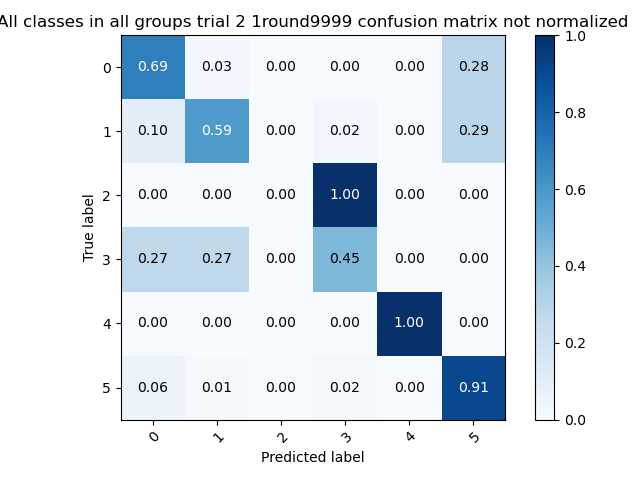 All classes in all groups trial 2 1round9999 confusion matrix not normalized
0 0.69 0.03 0.00 0.00 0.00 0.28
1 0.10 0.59 0.00 0.02 0.00 0.29
2 0.00 0.00 0.00 1.00 0.00 0.00
3 0.27 0.27 0.00 0.45 0.00 0.00
4 0.00 0.00 0.00 0.00 1.00 0.00
5 0.06 0.01 0.00 0.02 0.00 0.91
0 1 2 3 4 5
True label
Predicted label
1.0
0.8
0.6
0.4
0.2
0.0